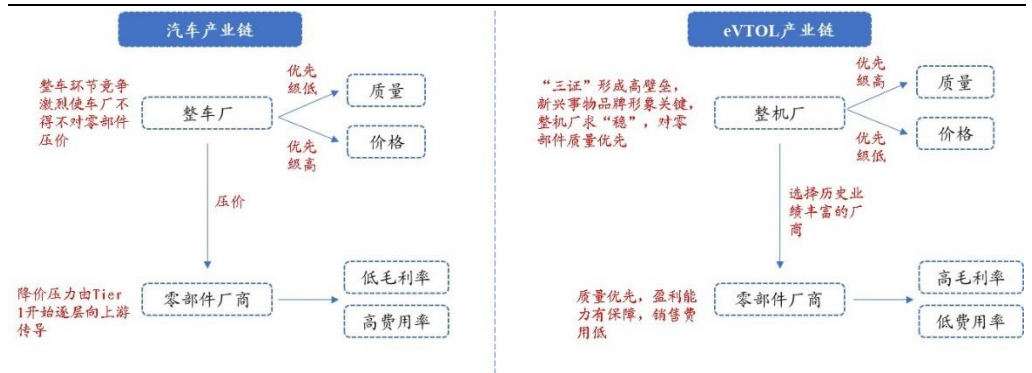 汽车产业链
整车环节竞争
激烈使车厂不
得不对零部件
压价
整车厂
优先
级低
质量
价格
优先
级高
压价
降价压力由Tier
1开始逐层向上游
传导
零部件厂商
低毛利率
高费用率
eVTOL产业链
“三证”形成高壁垒，
新兴事物品牌形象关键，
整机厂求“稳”，对零
部件质量优先
整机厂
优先
级高
质量
价格
优先
级低
选择历史业
绩丰富的厂
商
质量优先，盈利能
力有保障，销售费
用低
零部件厂商
高毛利率
低费用率